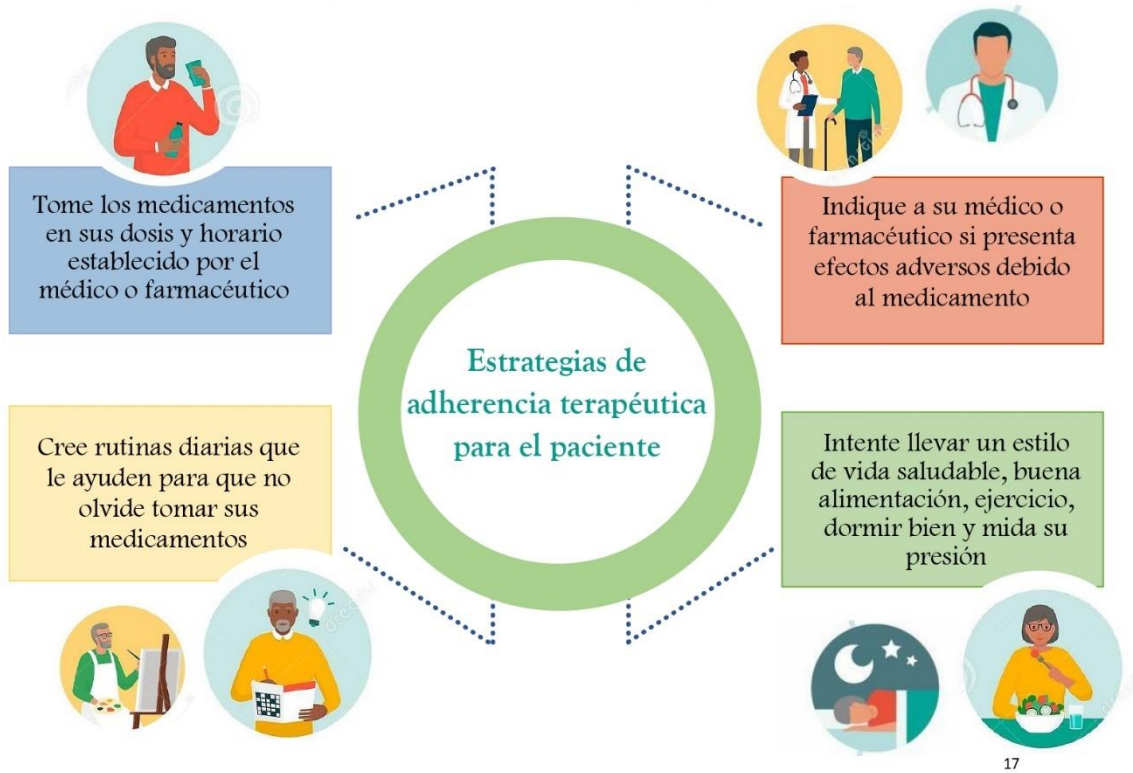 Tome los medicamentos
en sus dosis y horario
establecido por el
médico o farmacéutico
Indique a su médico o
farmacéutico si presenta
efectos adversos debido
al medicamento
Estrategias de
adherencia terapéutica
para el paciente
Cree rutinas diarias que
le ayuden para que no
olvide tomar sus
medicamentos
Intente llevar un estilo
de vida saludable, buena
alimentación, ejercicio,
dormir bien y mida su
presión
17